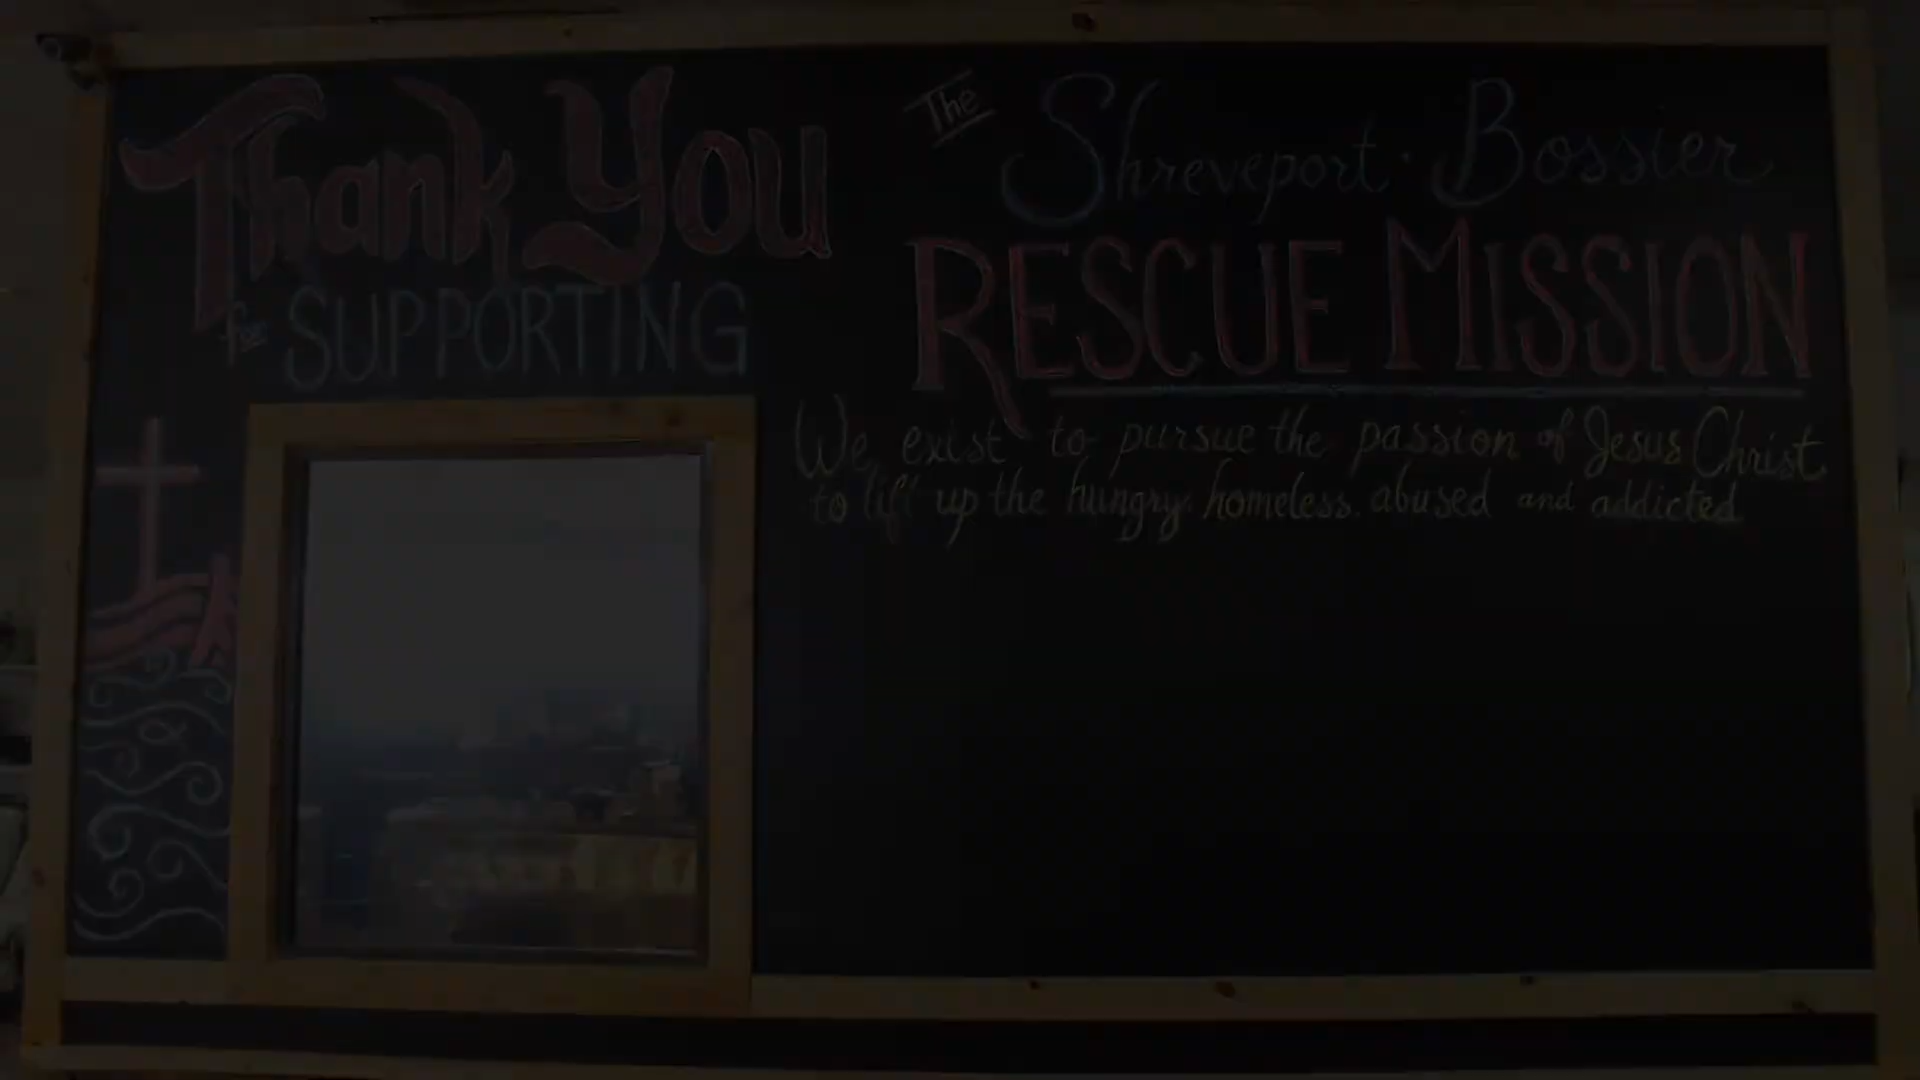 Thank You
for SUPPORTING
The Shreveport · Bossier
RESCUE MISSION
We exist to pursue the passion of Jesus Christ
to lift up the hungry, homeless, abused and addicted